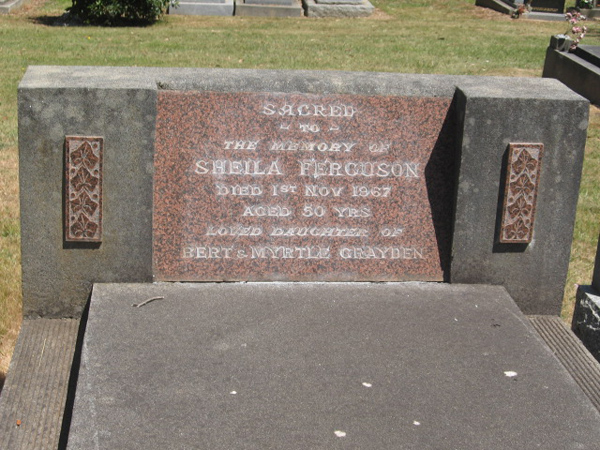 SACRED
- TO -
THE MEMORY OF
SHEILA FERGUSON
DIED 1ST NOV 1967
AGED 50 YRS
LOVED DAUGHTER OF
BERT & MYRTLE GRAYDEN